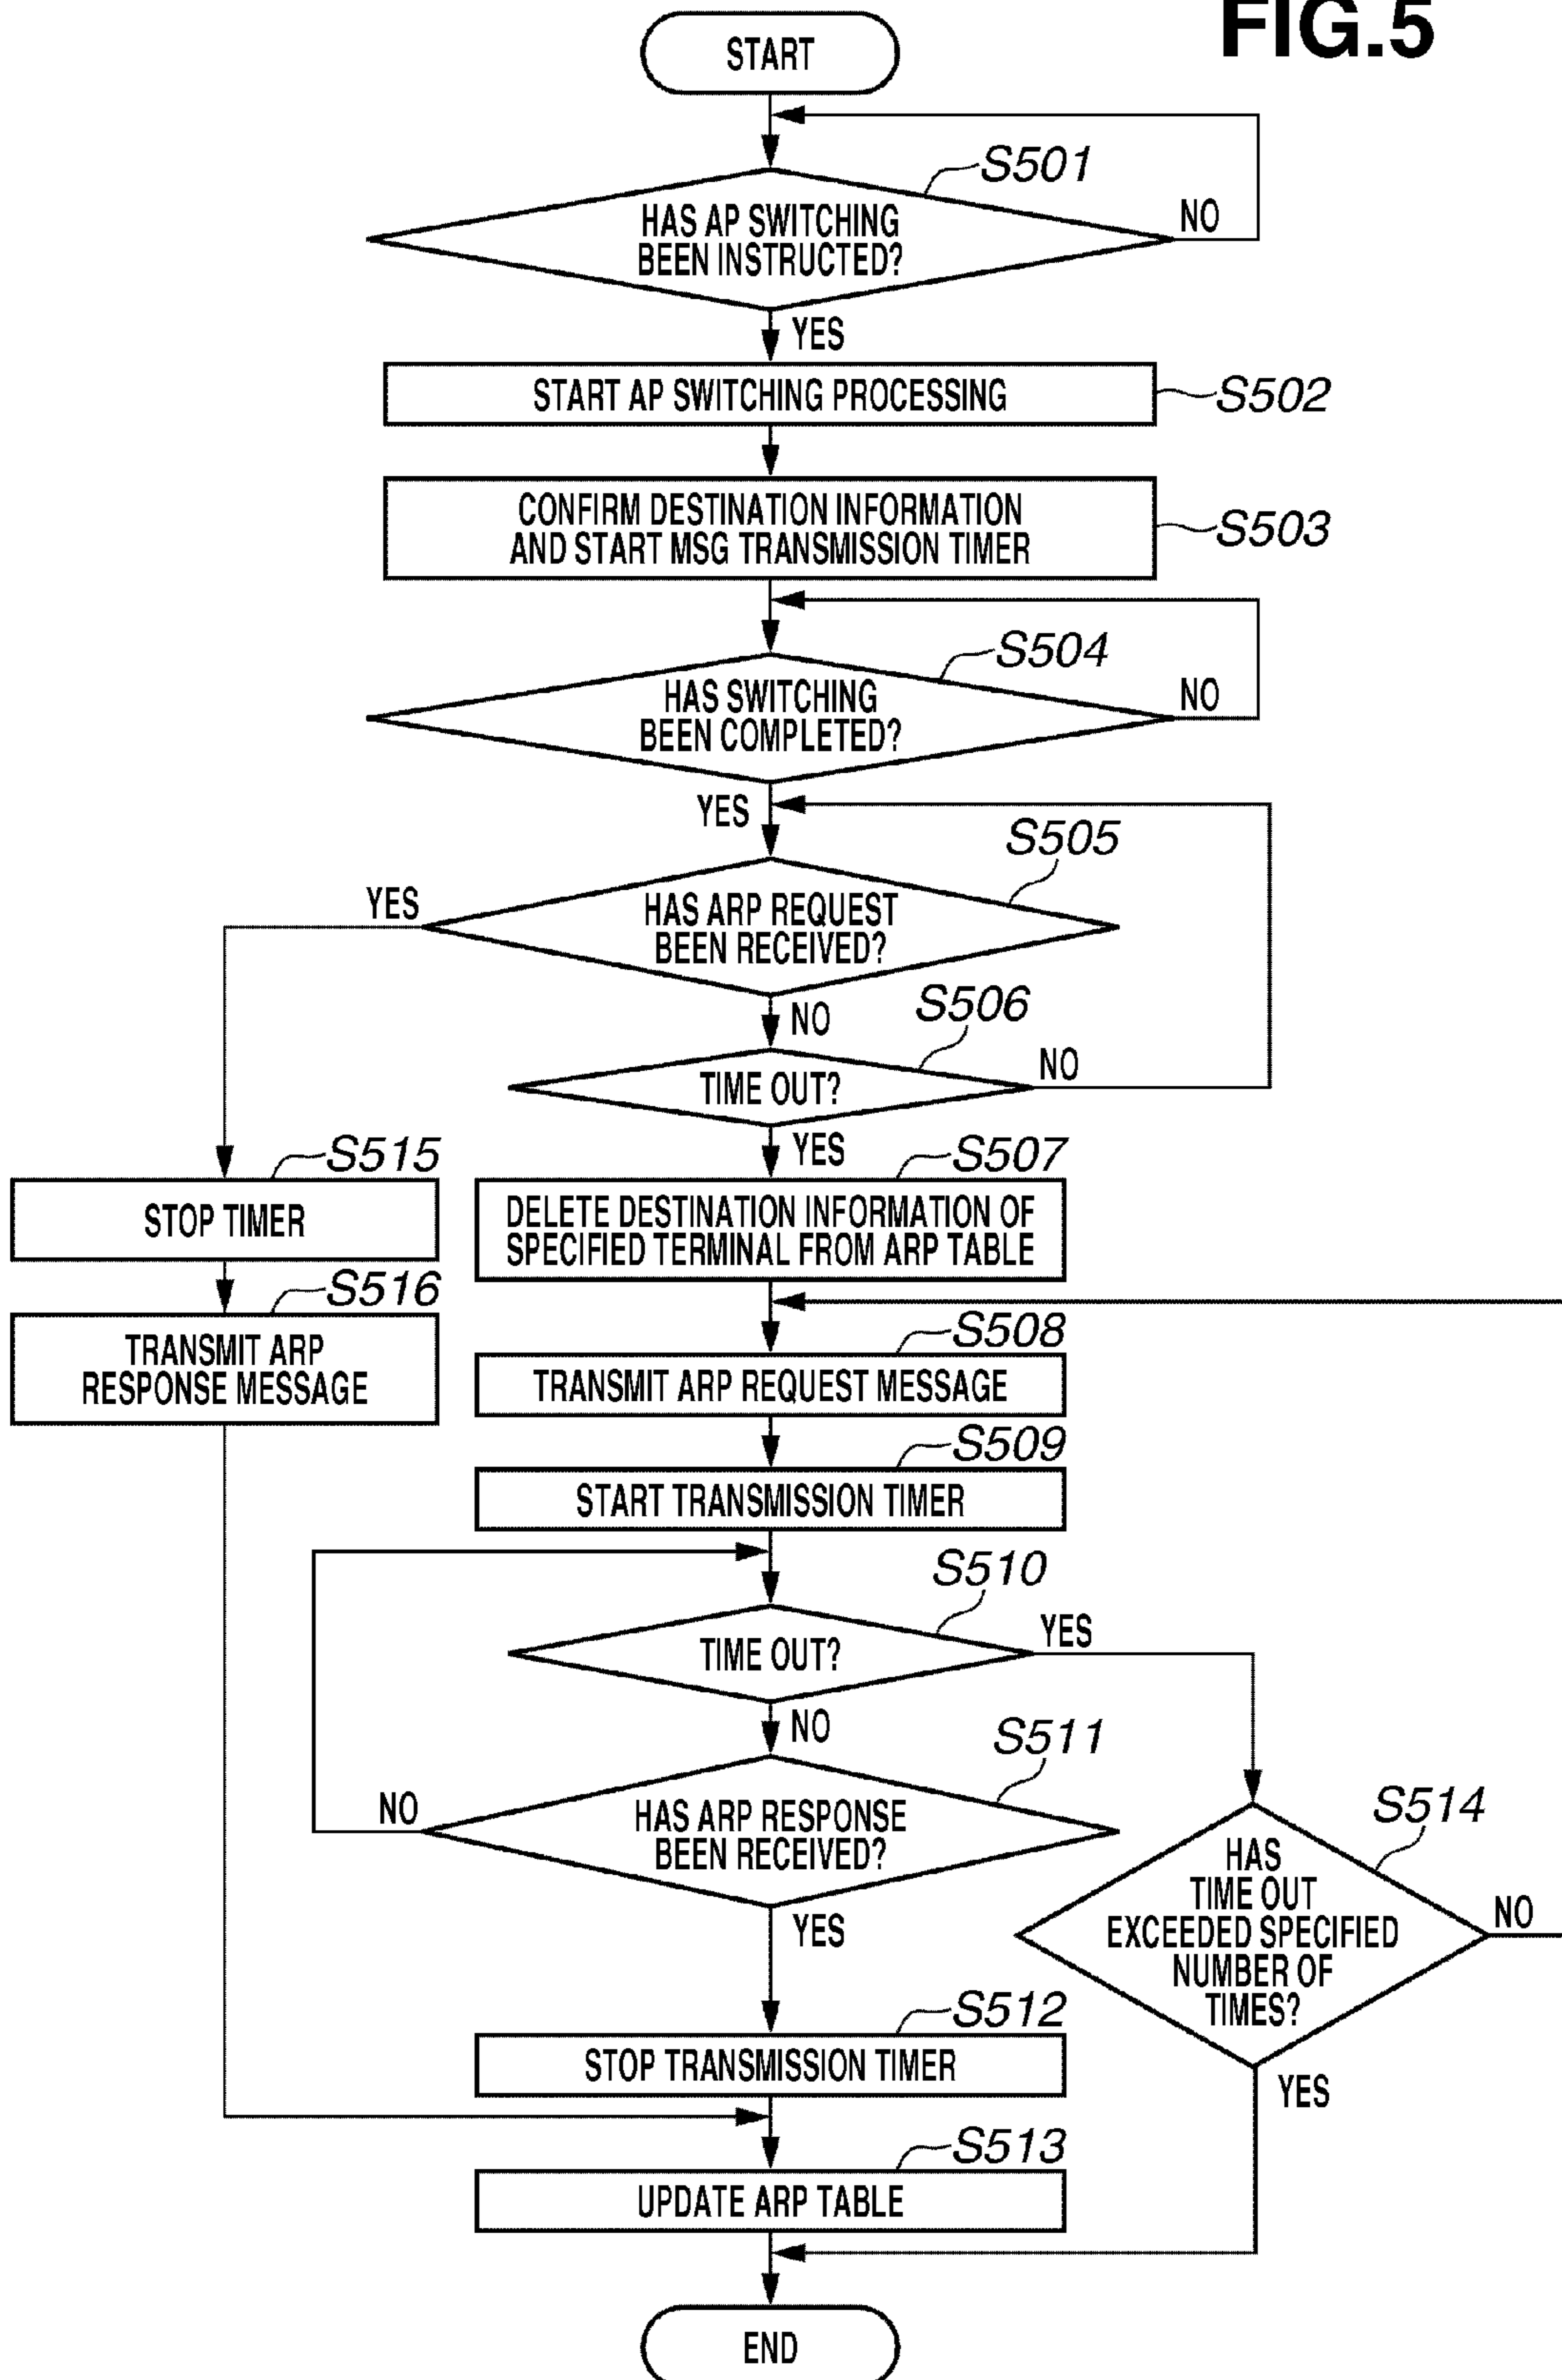 FIG.5
START
S501
HAS AP SWITCHING
BEEN INSTRUCTED?
NO
YES
START AP SWITCHING PROCESSING
S502
CONFIRM DESTINATION INFORMATION
AND START MSG TRANSMISSION TIMER
S503
S504
HAS SWITCHING
BEEN COMPLETED?
NO
YES
S505
YES
HAS ARP REQUEST
BEEN RECEIVED?
NO
S506
TIME OUT?
NO
YES
S515
STOP TIMER
S516
TRANSMIT ARP
RESPONSE MESSAGE
S507
DELETE DESTINATION INFORMATION OF
SPECIFIED TERMINAL FROM ARP TABLE
S508
TRANSMIT ARP REQUEST MESSAGE
S509
START TRANSMISSION TIMER
S510
TIME OUT?
YES
NO
S511
NO
HAS ARP RESPONSE
BEEN RECEIVED?
YES
S514
HAS
TIME OUT
EXCEEDED SPECIFIED
NUMBER OF
TIMES?
NO
YES
S512
STOP TRANSMISSION TIMER
S513
UPDATE ARP TABLE
END